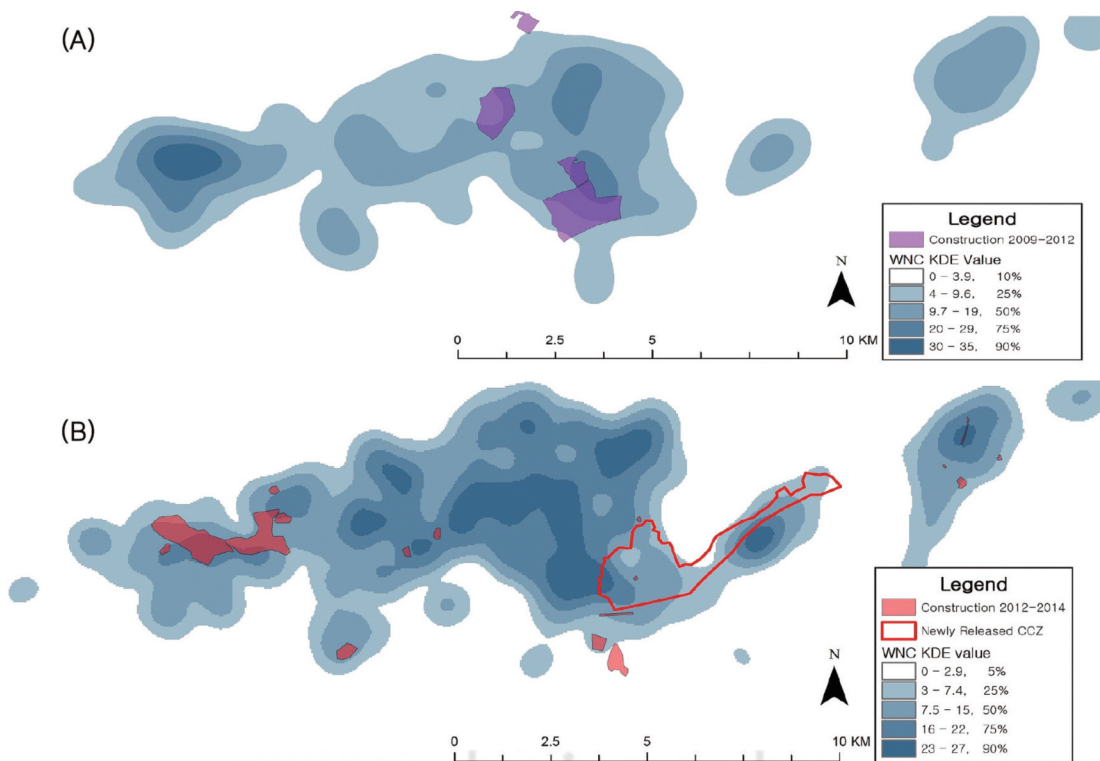 (A)
Legend
Construction 2009-2012
WNC KDE Value
0 - 3.9, 10%
4 - 9.6, 25%
9.7 - 19, 50%
20 - 29, 75%
30 - 35, 90%
N
0 2.5 5 10 KM
(B)
Legend
Construction 2012-2014
Newly Released CCZ
WNC KDE value
0 - 2.9, 5%
3 - 7.4, 25%
7.5 - 15, 50%
16 - 22, 75%
23 - 27, 90%
N
0 2.5 5 10 KM